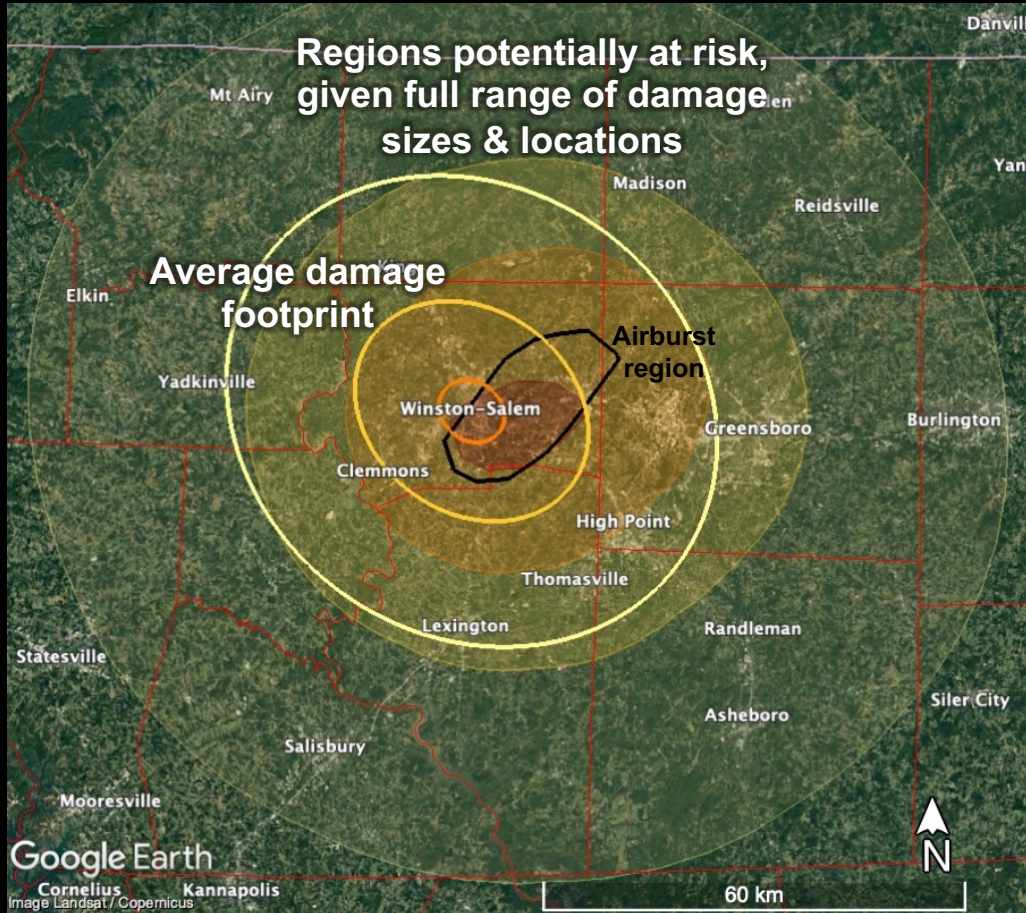 Danvil
Regions potentially at risk,
given full range of damage
sizes & locations
Mt Airy
Madison
Reidsville
Yan
Average damage
footprint
King
Elkin
Airburst
region
Yadkinville
Winston-Salem
Greensboro
Burlington
Clemmons
High Point
Thomasville
Lexington
Randleman
Statesville
Siler City
Asheboro
Salisbury
Mooresville
N
Google Earth
Cornelius
Kannapolis
60 km
Image Landsat / Copernicus